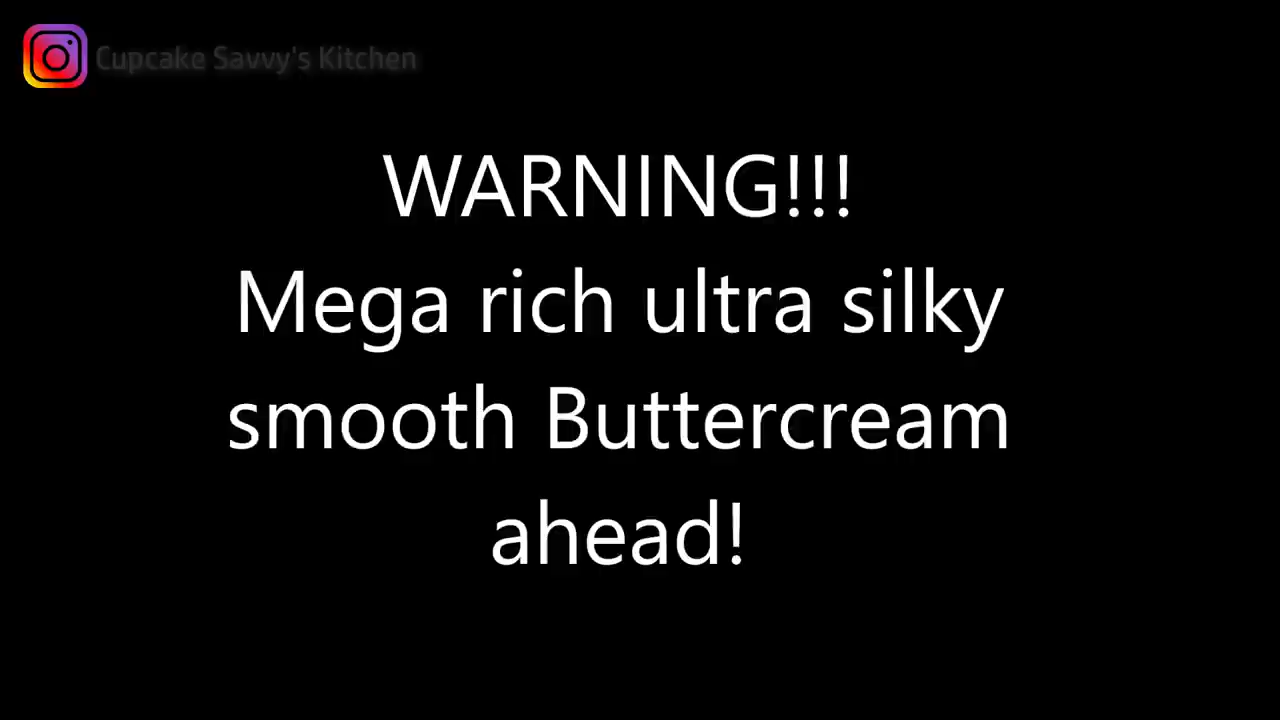 Cupcake Savvy's Kitchen
WARNING!!!
Mega rich ultra silky
smooth Buttercream
ahead!